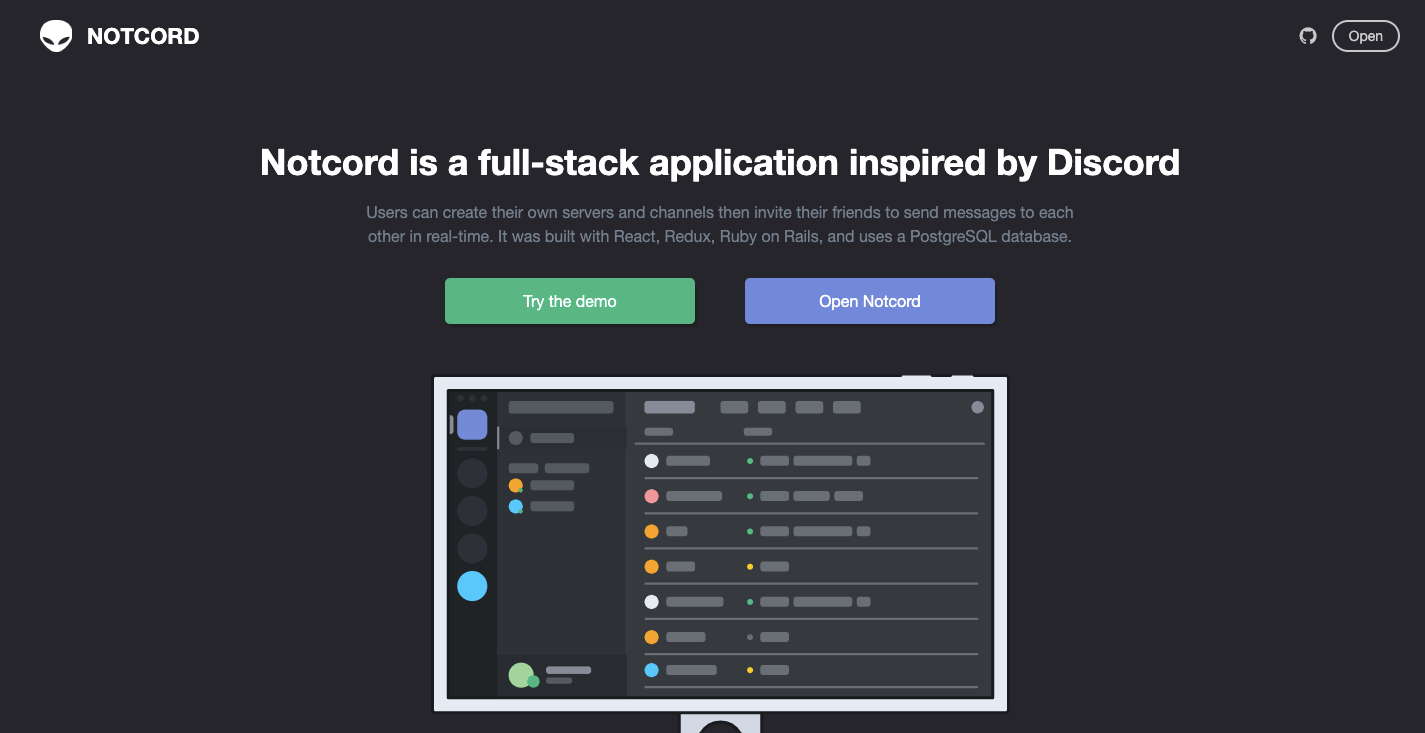 NOTCORD
Open
Notcord is a full-stack application inspired by Discord
Users can create their own servers and channels then invite their friends to send messages to each
other in real-time. It was built with React, Redux, Ruby on Rails, and uses a PostgreSQL database.
Try the demo
Open Notcord